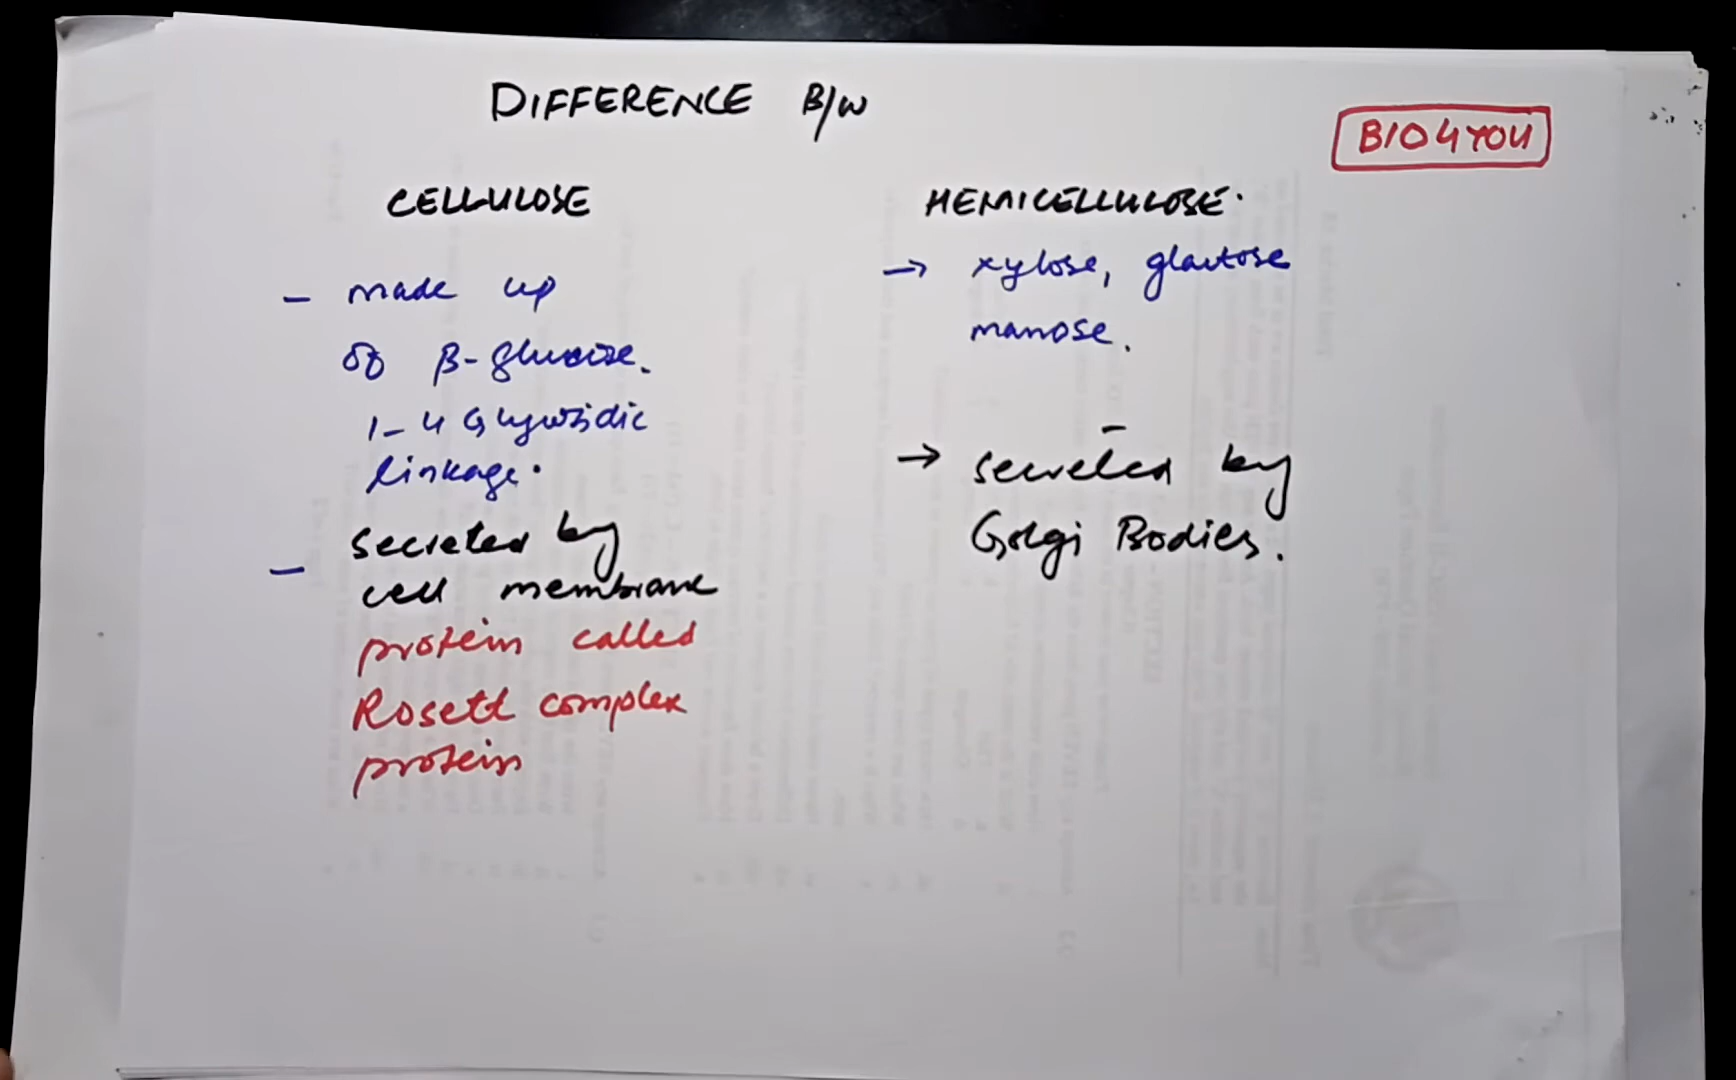 DIFFERENCE B/W
BIO4YOU
CELLULOSE
- made up
of β-glucose.
1-4 Glycosidic
linkage.
- secreted by
cell membrane
protein called
Rosett complex
protein
HEMICELLULOSE.
→ xylose, glactose
manose.
→ secreted by
Golgi Bodies.